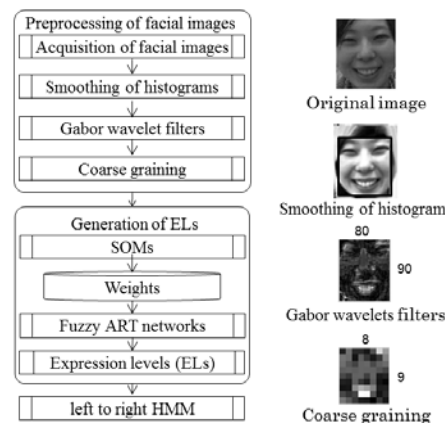 Preprocessing of facial images
Acquisition of facial images
Smoothing of histograms
Gabor wavelet filters
Coarse graining
Generation of ELs
SOMs
Weights
Fuzzy ART networks
Expression levels (ELs)
left to right HMM
Original image
Smoothing of histogram
80
90
Gabor wavelets filters
8
9
Coarse graining